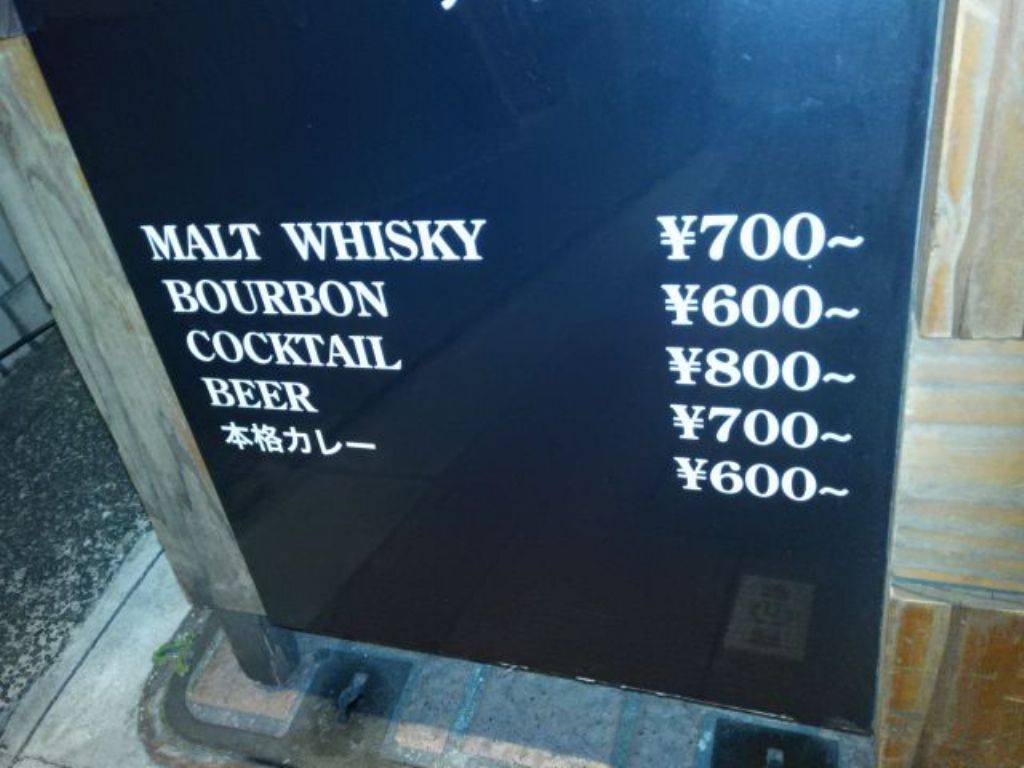 MALT WHISKY ¥700~
BOURBON ¥600~
COCKTAIL ¥800~
BEER ¥700~
本格カレー ¥600~